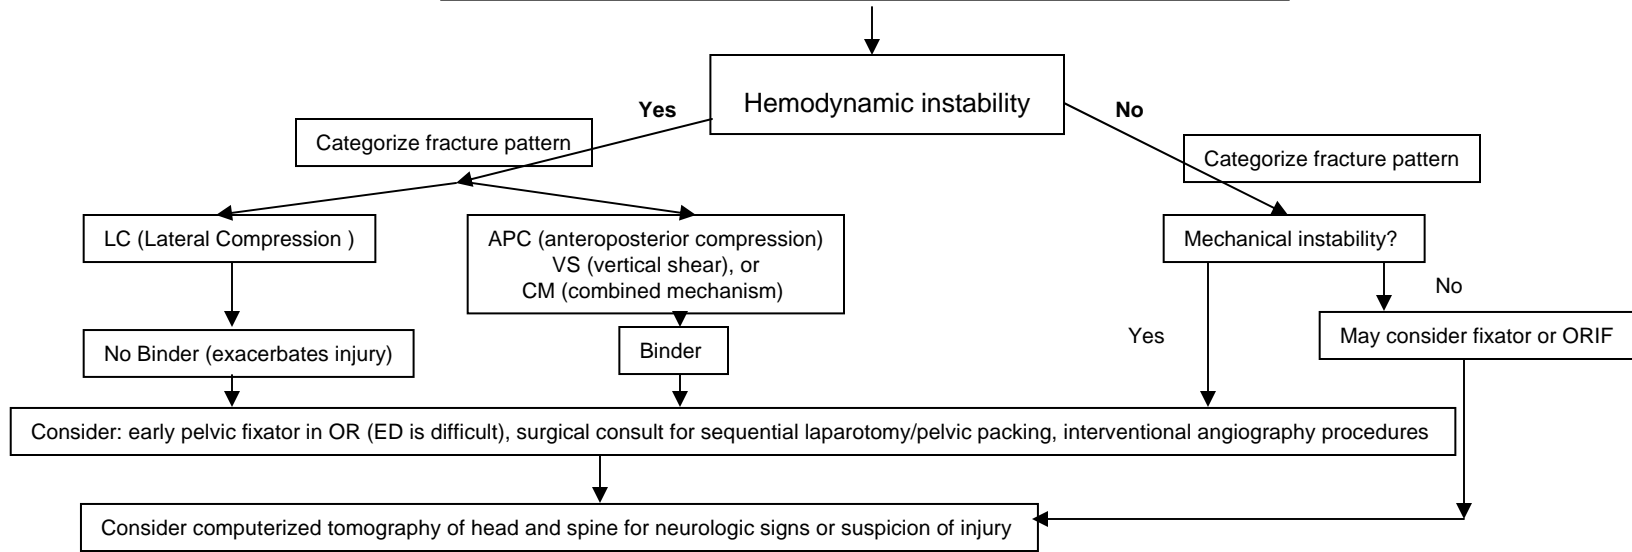 Hemodynamic instability
Yes
No
Categorize fracture pattern
Categorize fracture pattern
LC (Lateral Compression )
APC (anteroposterior compression)
VS (vertical shear), or
CM (combined mechanism)
Mechanical instability?
No
Yes
No Binder (exacerbates injury)
Binder
May consider fixator or ORIF
Consider: early pelvic fixator in OR (ED is difficult), surgical consult for sequential laparotomy/pelvic packing, interventional angiography procedures
Consider computerized tomography of head and spine for neurologic signs or suspicion of injury